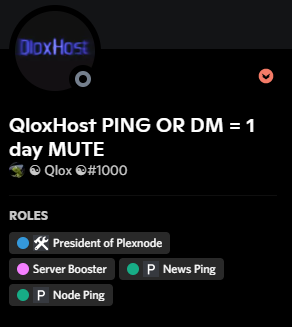 QloxHost
QloxHost PING OR DM = 1
day MUTE
🐲 ☯ Qlox ☯#1000
ROLES
🛠 President of Plexnode
Server Booster
P News Ping
P Node Ping